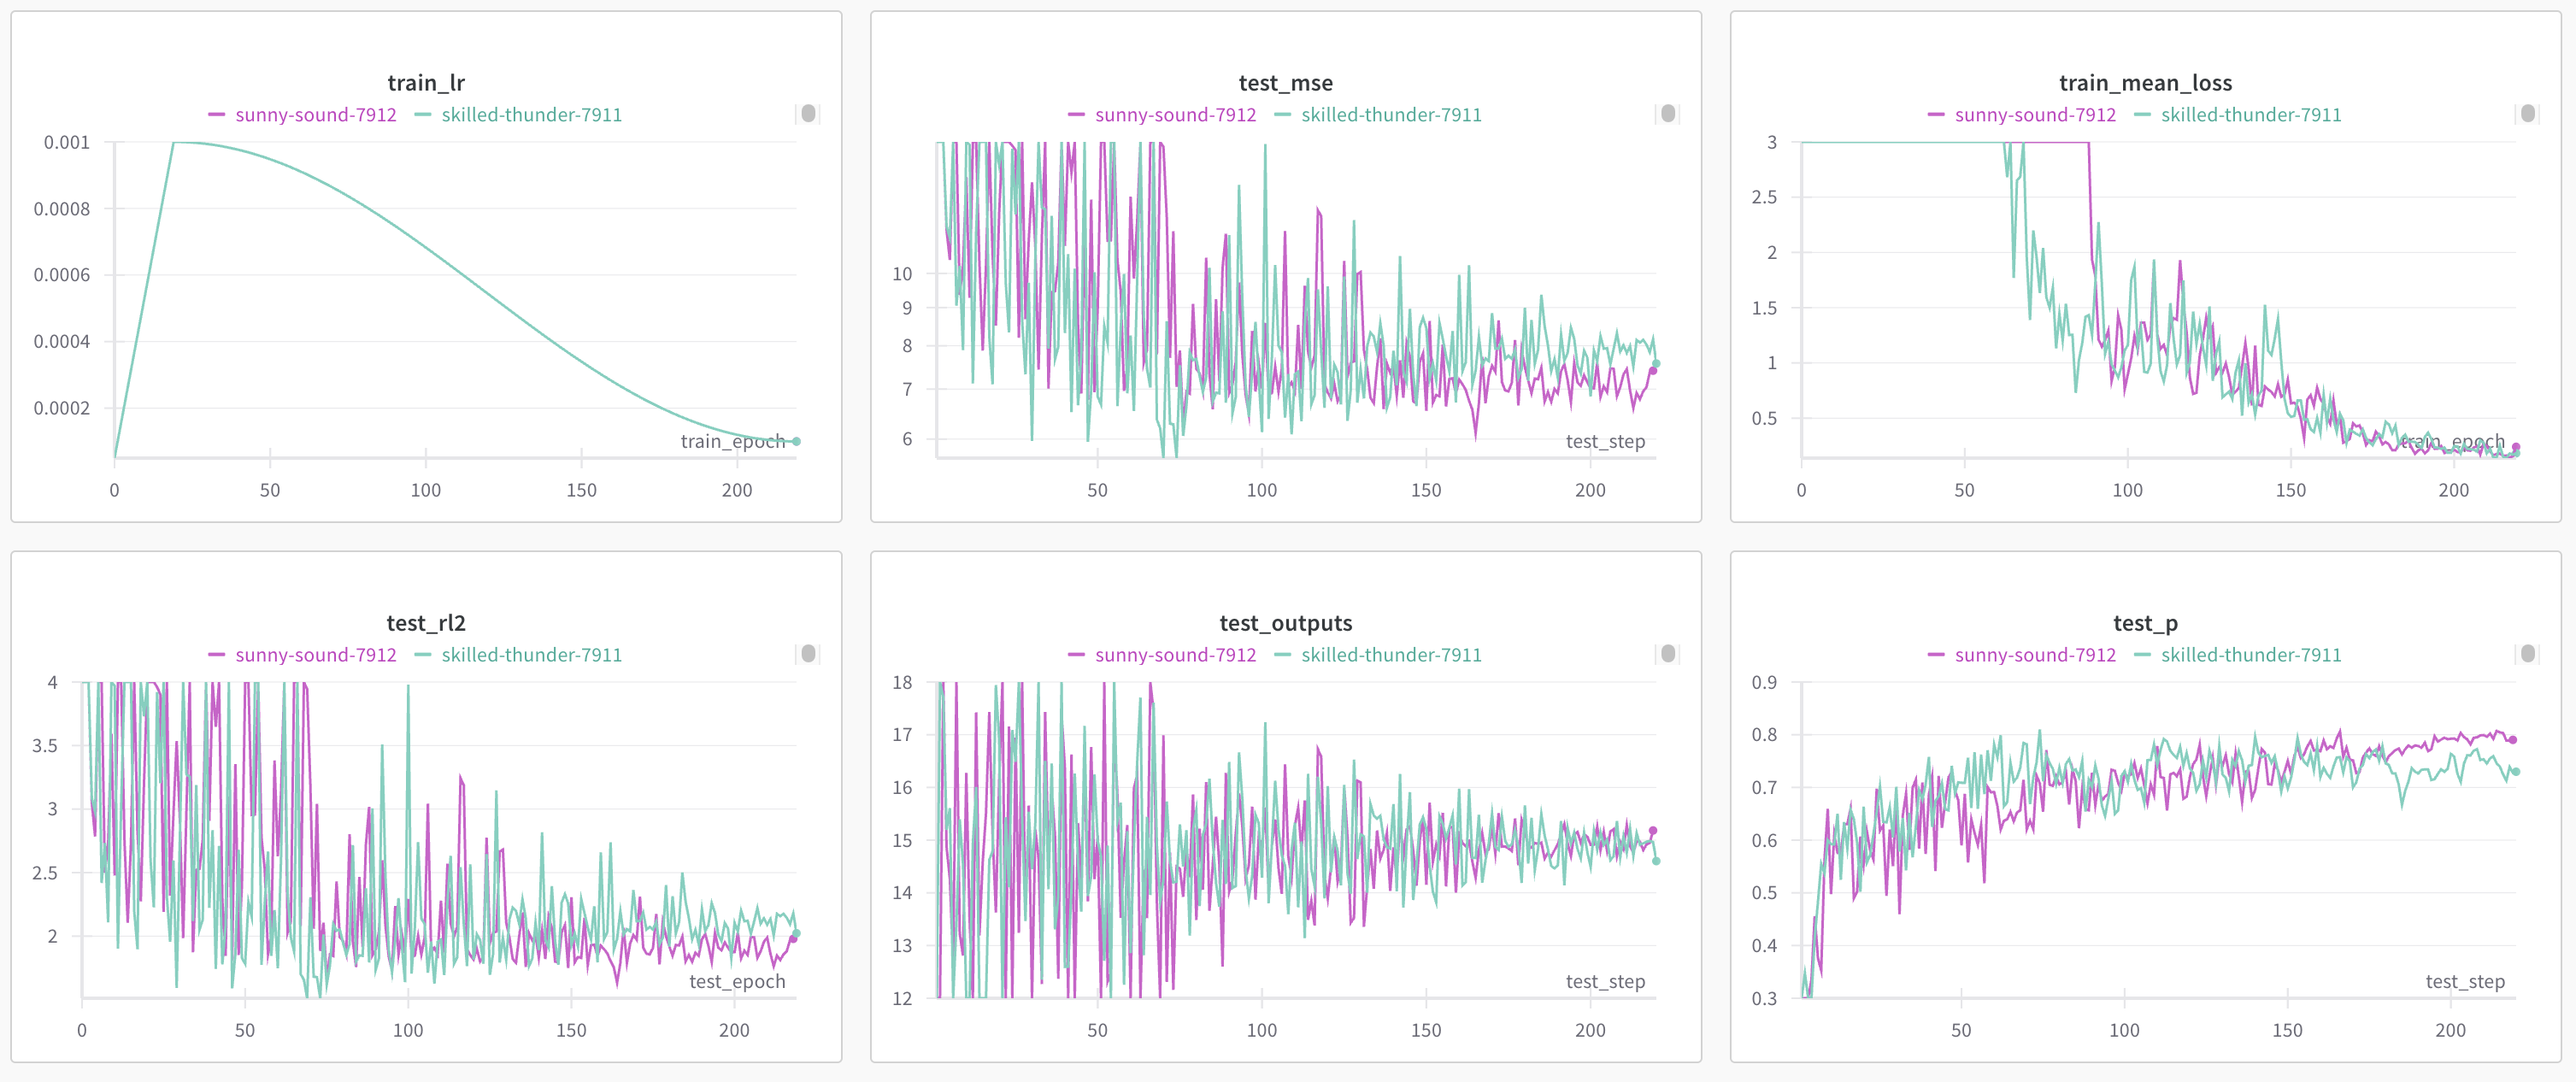 train_lr
sunny-sound-7912 skilled-thunder-7911
0.001
0.0008
0.0006
0.0004
0.0002
train_epoch
0 50 100 150 200
test_mse
sunny-sound-7912 skilled-thunder-7911
10
9
8
7
6
test_step
50 100 150 200
train_mean_loss
sunny-sound-7912 skilled-thunder-7911
3
2.5
2
1.5
1
0.5
train_epoch
0 50 100 150 200
test_rl2
sunny-sound-7912 skilled-thunder-7911
4
3.5
3
2.5
2
test_epoch
0 50 100 150 200
test_outputs
sunny-sound-7912 skilled-thunder-7911
18
17
16
15
14
13
12
test_step
50 100 150 200
test_p
sunny-sound-7912 skilled-thunder-7911
0.9
0.8
0.7
0.6
0.5
0.4
0.3
test_step
50 100 150 200